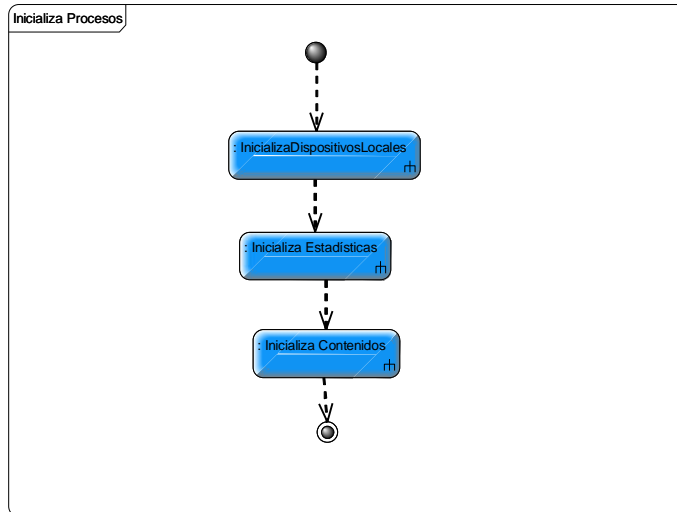 Inicializa Procesos
: InicializaDispositivosLocales
: Inicializa Estadísticas
: Inicializa Contenidos